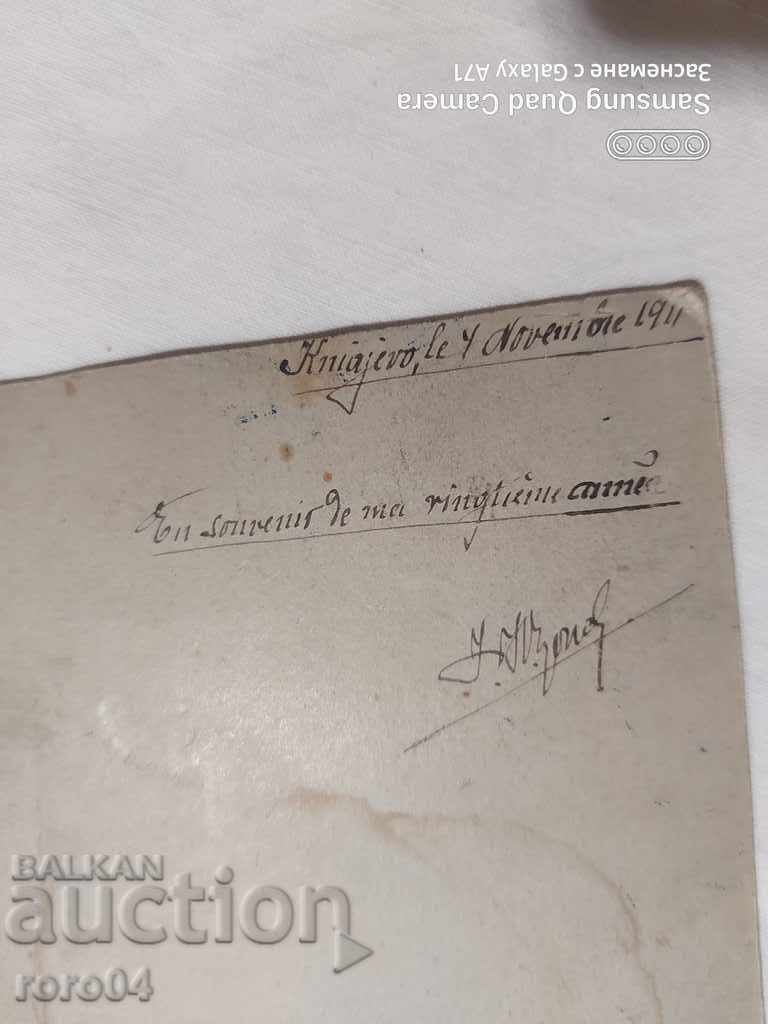 Samsung Quad Camera
Заснемане с Galaxy A71
Kniajevo, le 7 Novembre 1911
En souvenir de ma vingtième année
BALKAN
auction
roro04